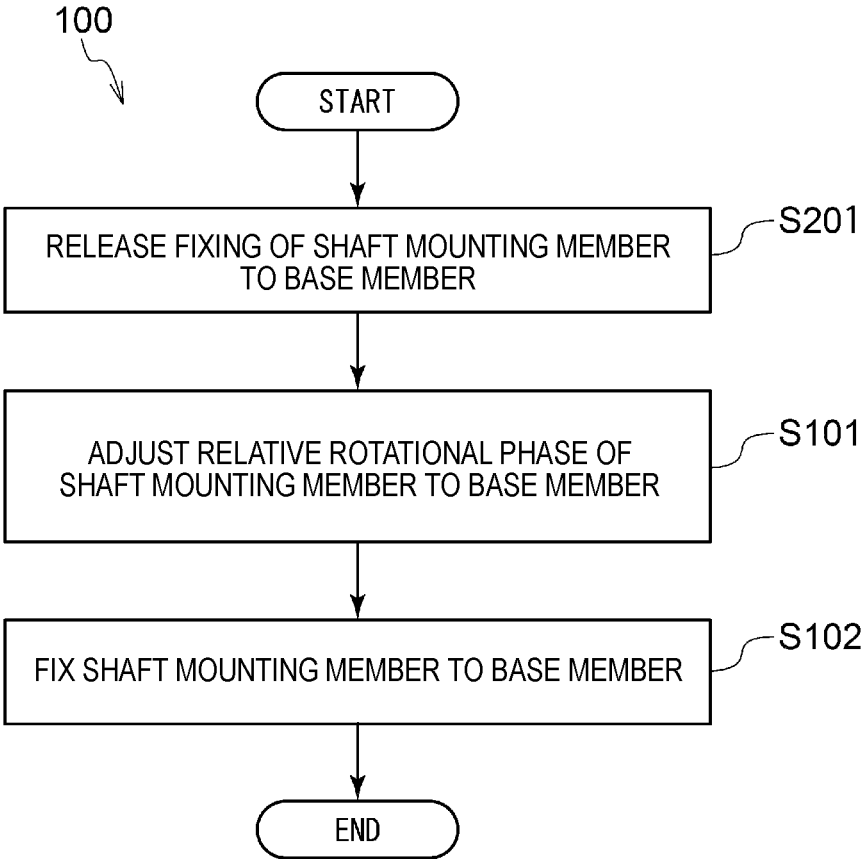 100
START
RELEASE FIXING OF SHAFT MOUNTING MEMBER
TO BASE MEMBER
S201
ADJUST RELATIVE ROTATIONAL PHASE OF
SHAFT MOUNTING MEMBER TO BASE MEMBER
S101
FIX SHAFT MOUNTING MEMBER TO BASE MEMBER
S102
END